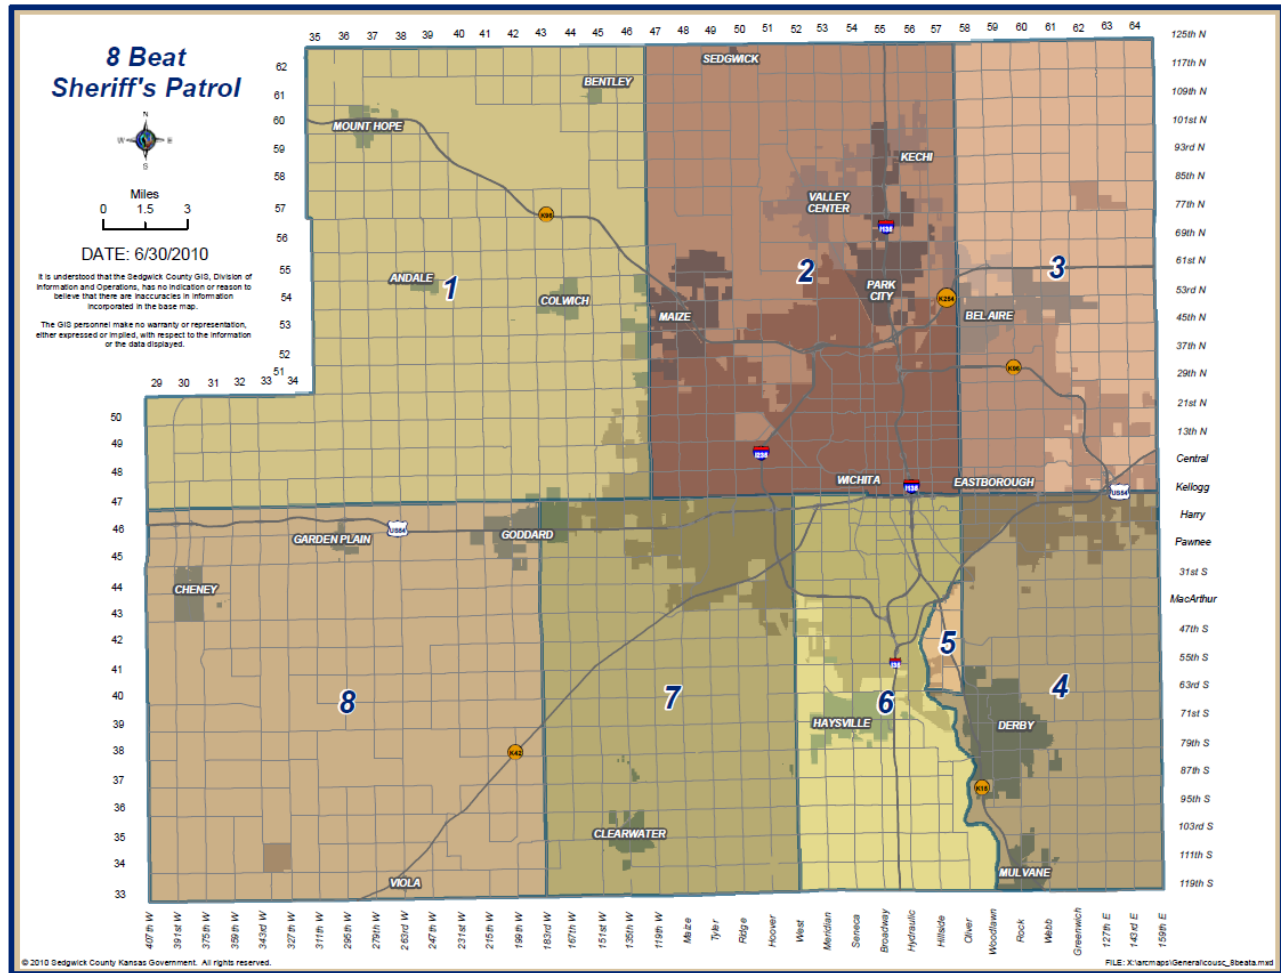 8 Beat
Sheriff's Patrol
N
W
E
S
Miles
0 1.5 3
DATE: 6/30/2010
It is understood that the Sedgwick County GIS, Division of
Information and Operations, has no indication or reason to
believe that there are inaccuracies in information
incorporated in the base map.
The GIS personnel make no warranty or representation,
either expressed or implied, with respect to the information
or the data displayed.
35 36 37 38 39 40 41 42 43 44 45 46 47 48 49 50 51 52 53 54 55 56 57 58 59 60 61 62 63 64
62
61
60
59
58
57
56
55
54
53
52
51
29 30 31 32 33 34
50
49
48
47
46
45
44
43
42
41
40
39
38
37
36
35
34
33
125th N
117th N
109th N
101st N
93rd N
85th N
77th N
69th N
61st N
53rd N
45th N
37th N
29th N
21st N
13th N
Central
Kellogg
Harry
Pawnee
31st S
MacArthur
47th S
55th S
63rd S
71st S
79th S
87th S
95th S
103rd S
111th S
119th S
SEDGWICK
BENTLEY
MOUNT HOPE
KECHI
VALLEY
CENTER
K96
I135
1
2
3
ANDALE
COLWICH
MAIZE
PARK
CITY
K254
BEL AIRE
K96
I235
WICHITA
I135
EASTBOROUGH
US54
GARDEN PLAIN
US54
GODDARD
CHENEY
5
I35
8
7
6
4
HAYSVILLE
DERBY
K42
K15
CLEARWATER
VIOLA
MULVANE
407th W
391st W
375th W
359th W
343rd W
327th W
311th W
295th W
279th W
263rd W
247th W
231st W
215th W
199th W
183rd W
167th W
151st W
135th W
119th W
Maize
Tyler
Ridge
Hoover
West
Meridian
Seneca
Broadway
Hydraulic
Hillside
Oliver
Woodlawn
Rock
Webb
Greenwich
127th E
143rd E
159th E
© 2010 Sedgwick County Kansas Government. All rights reserved.
FILE: X:\arcmaps\General\cousc_8beata.mxd